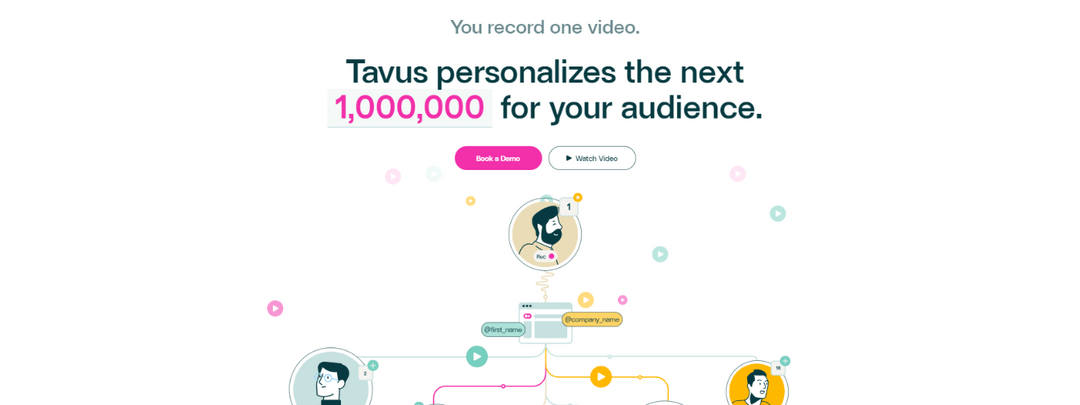 You record one video.
Tavus personalizes the next
1,000,000 for your audience.
Book a Demo
Watch Video
1
Rec
@company_name
@first_name
2